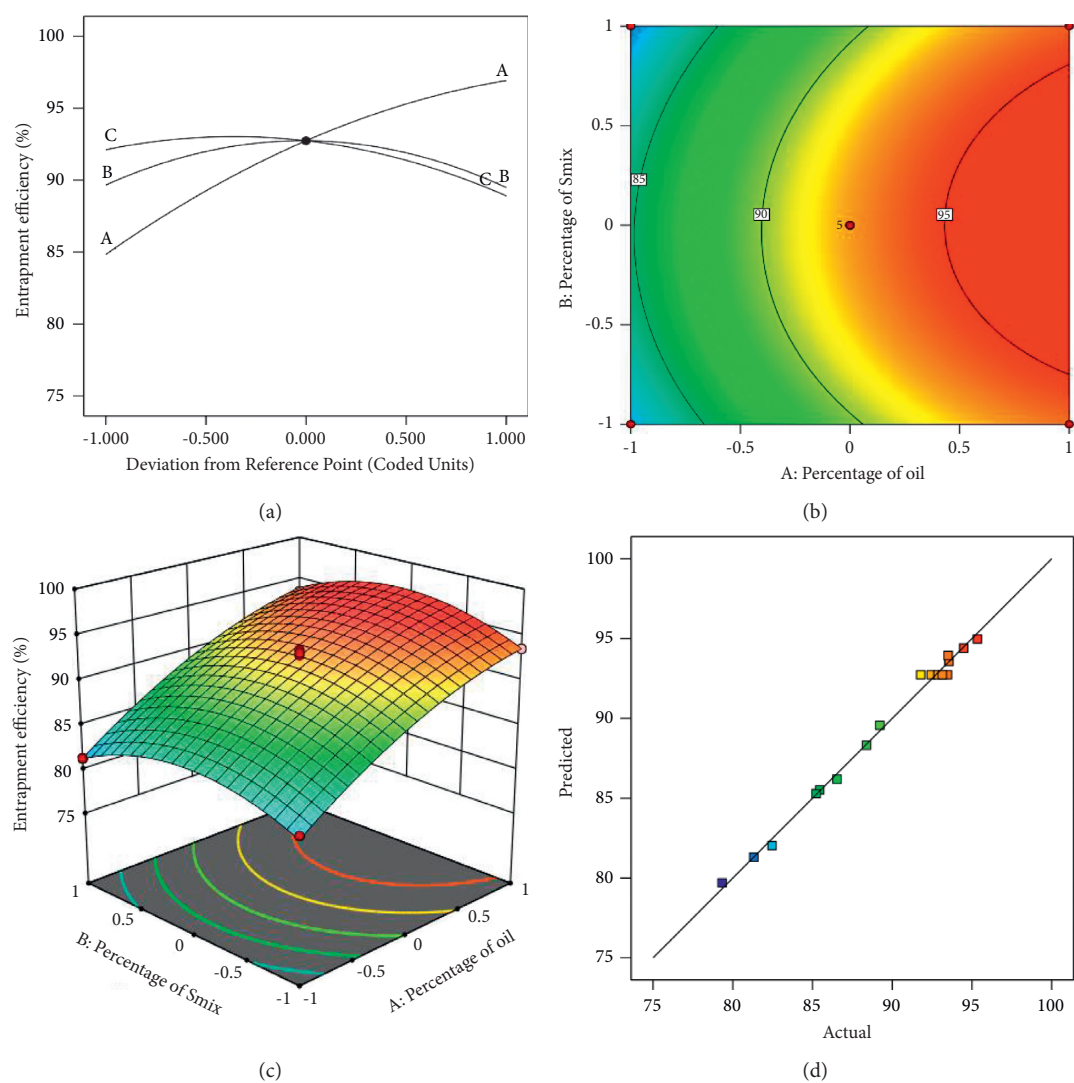 100
95
90
85
80
75
Entrapment efficiency (%)
A
B
C
A
C
B
-1.000
-0.500
0.000
0.500
1.000
Deviation from Reference Point (Coded Units)
(a)
1
0.5
0
-0.5
-1
B: Percentage of Smix
85
90
95
5
-1
-0.5
0
0.5
1
A: Percentage of oil
(b)
100
95
90
85
80
75
Entrapment efficiency (%)
1
0.5
0
-0.5
-1
B: Percentage of Smix
-1
-0.5
0
0.5
1
A: Percentage of oil
(c)
100
95
90
85
80
75
Predicted
75
80
85
90
95
100
Actual
(d)